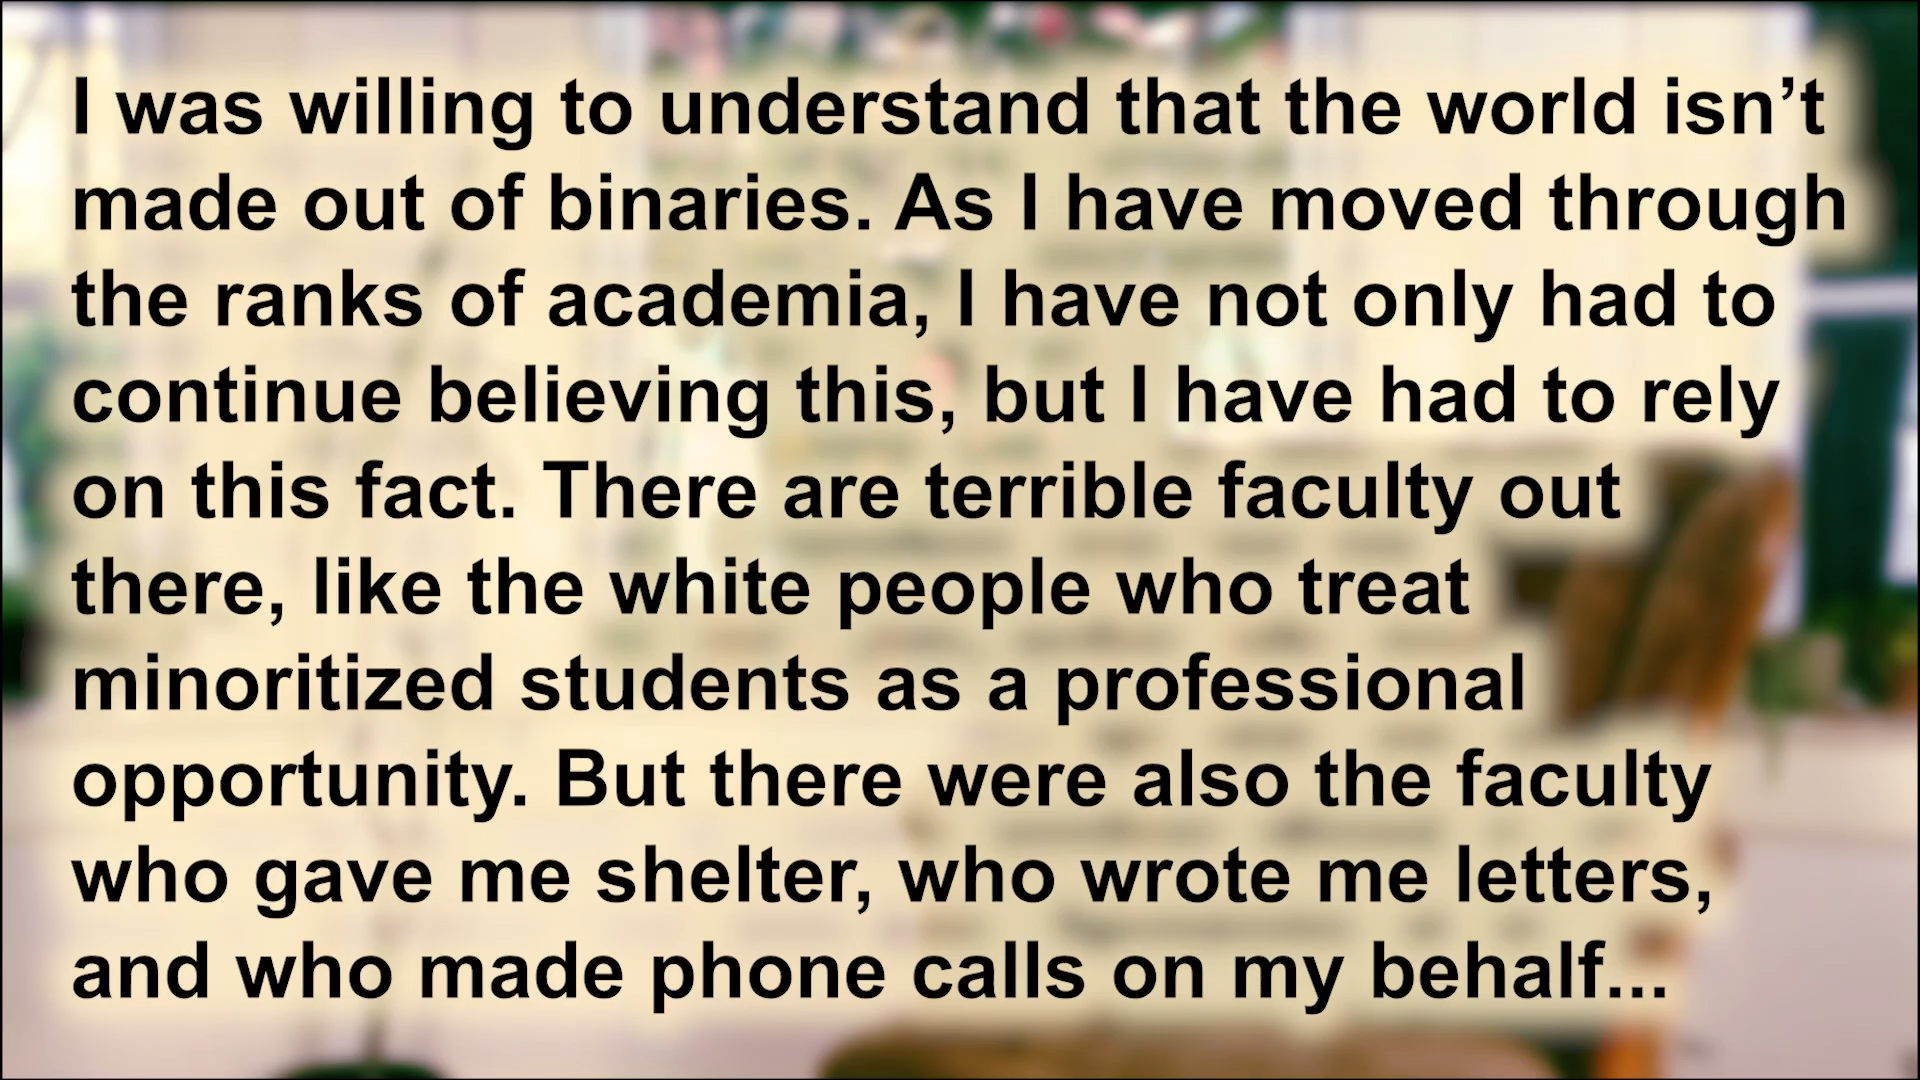 I was willing to understand that the world isn’t
made out of binaries. As I have moved through
the ranks of academia, I have not only had to
continue believing this, but I have had to rely
on this fact. There are terrible faculty out
there, like the white people who treat
minoritized students as a professional
opportunity. But there were also the faculty
who gave me shelter, who wrote me letters,
and who made phone calls on my behalf...